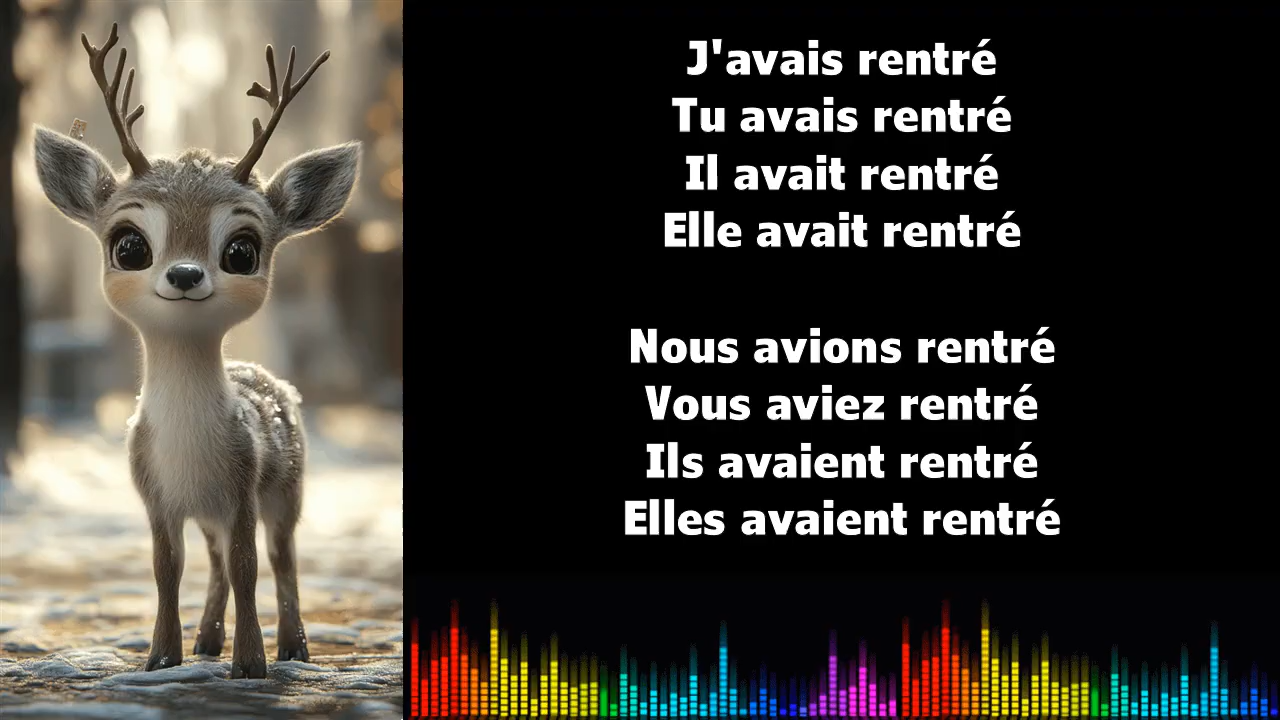 J'avais rentré
Tu avais rentré
Il avait rentré
Elle avait rentré
Nous avions rentré
Vous aviez rentré
Ils avaient rentré
Elles avaient rentré